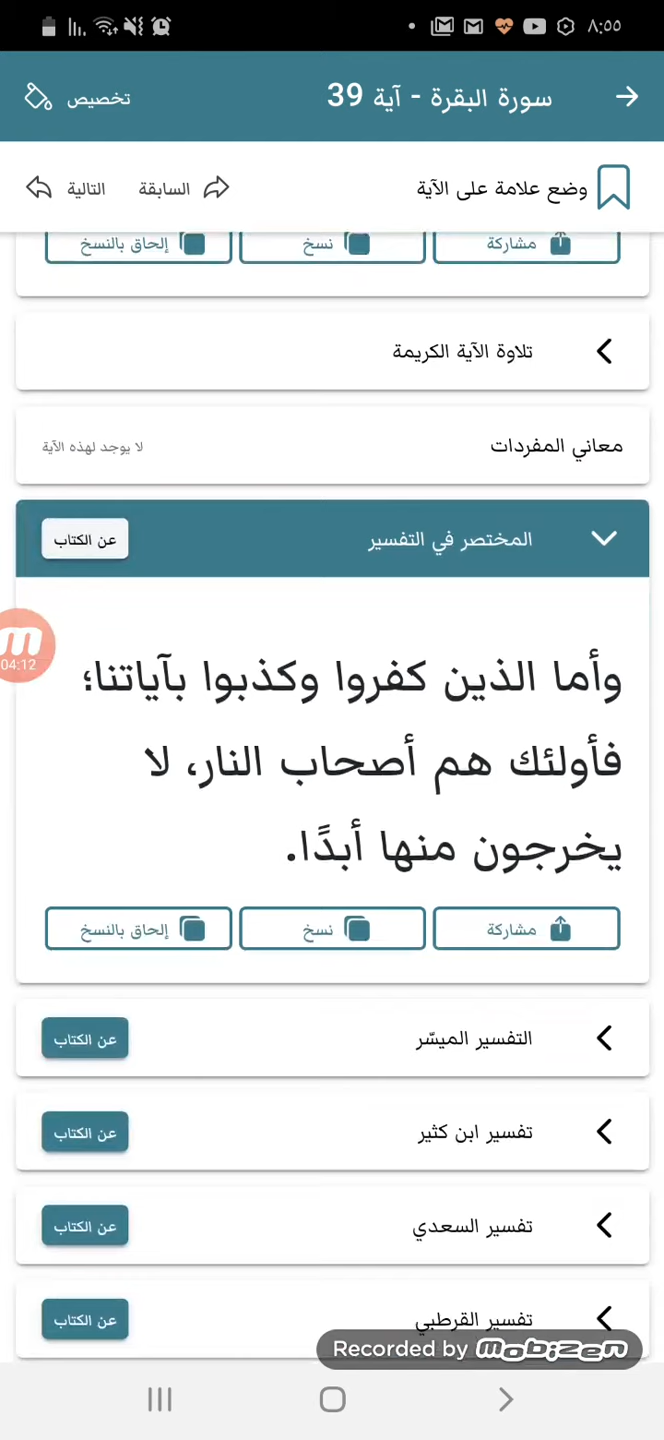 ٨:٥٥
سورة البقرة - آية 39
تخصيص
وضع علامة على الآية
السابقة
التالية
مشاركة
نسخ
إلحاق بالنسخ
تلاوة الآية الكريمة
معاني المفردات
لا يوجد لهذه الآية
المختصر في التفسير
عن الكتاب
04:12
وأما الذين كفروا وكذبوا بآياتنا؛
فأولئك هم أصحاب النار، لا
يخرجون منها أبدًا.
مشاركة
نسخ
إلحاق بالنسخ
التفسير الميسّر
عن الكتاب
تفسير ابن كثير
عن الكتاب
تفسير السعدي
عن الكتاب
تفسير القرطبي
عن الكتاب
Recorded by mobizen